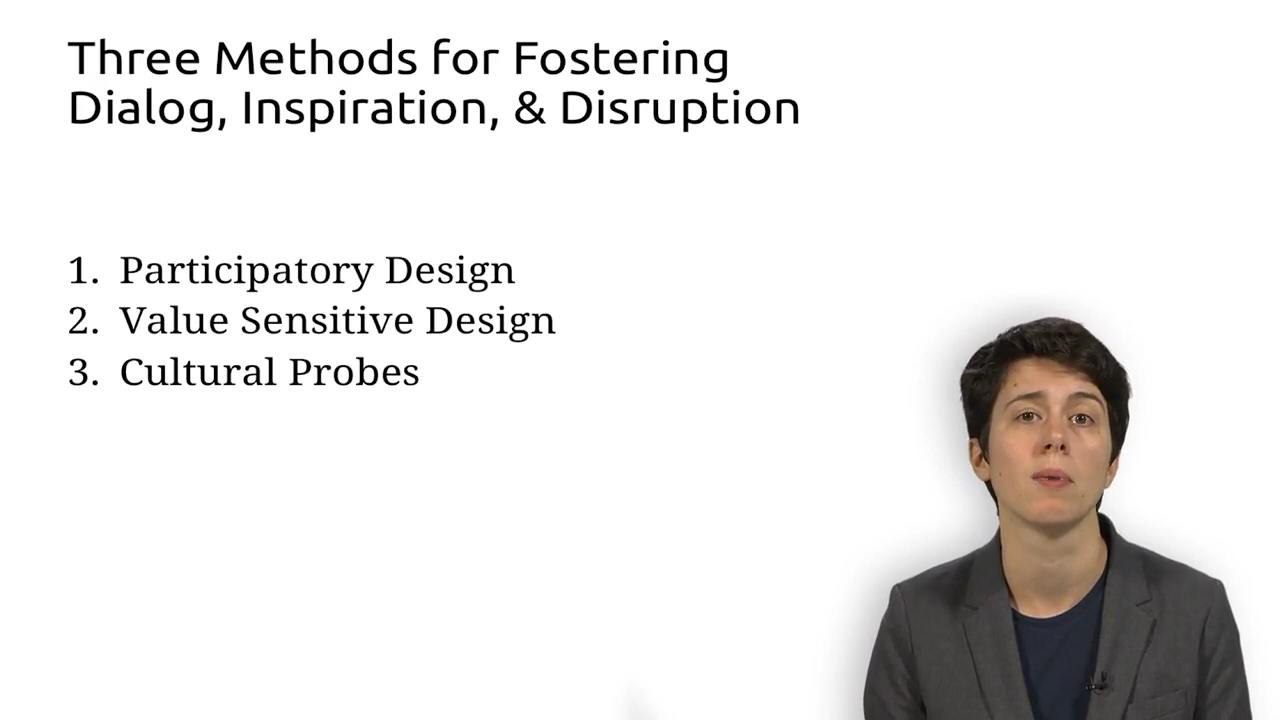 Three Methods for Fostering
Dialog, Inspiration, & Disruption
1. Participatory Design
2. Value Sensitive Design
3. Cultural Probes